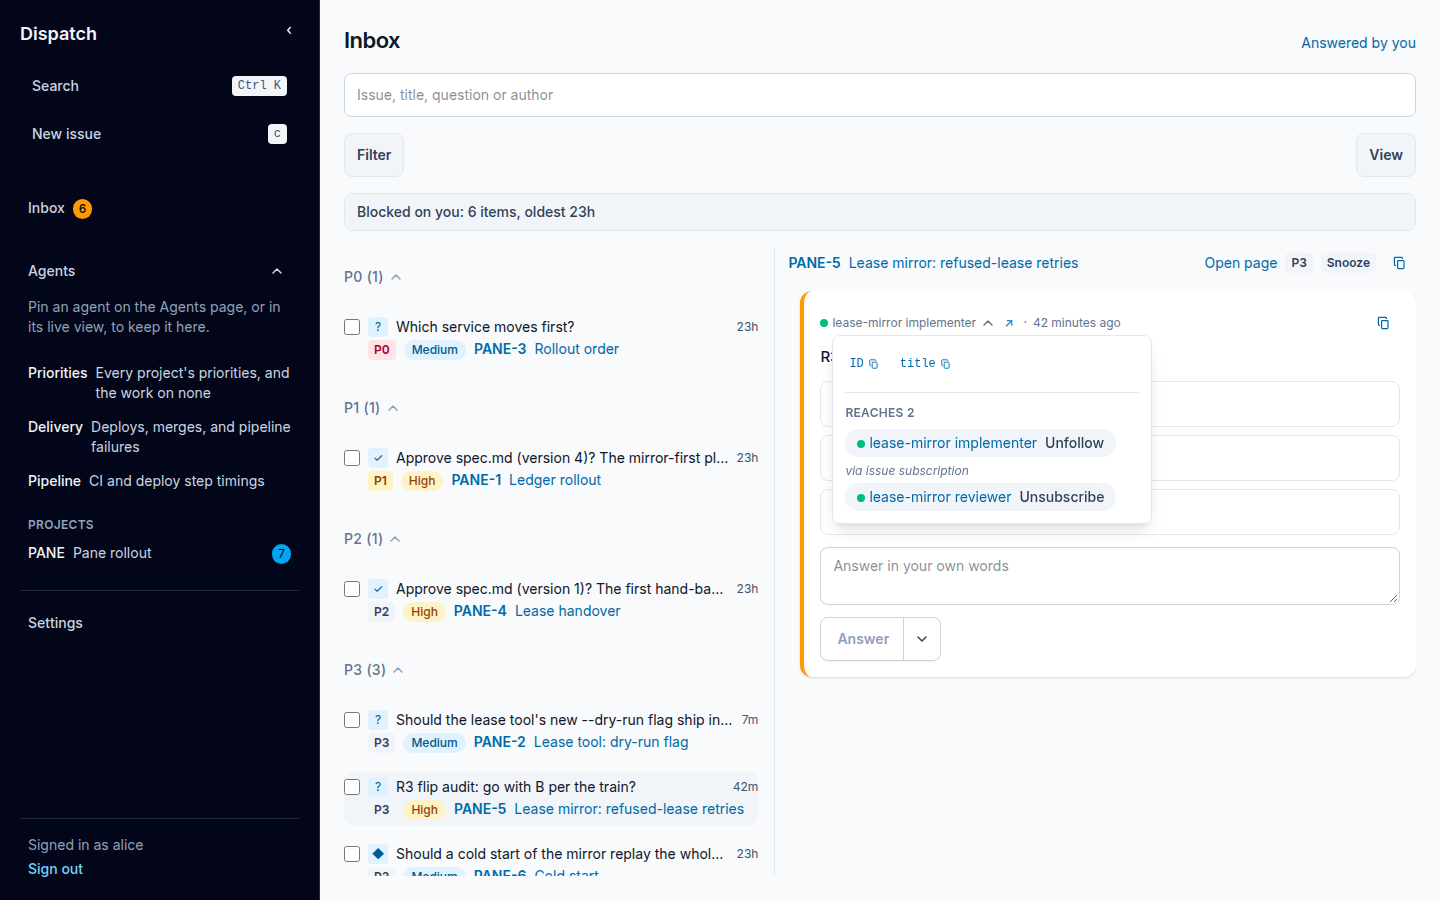 Dispatch
Search
Ctrl K
New issue
C
Inbox 6
Agents
Pin an agent on the Agents page, or in
its live view, to keep it here.
Priorities Every project's priorities, and
the work on none
Delivery Deploys, merges, and pipeline
failures
Pipeline CI and deploy step timings
PROJECTS
PANE Pane rollout 7
Settings
Signed in as alice
Sign out
Inbox
Answered by you
Issue, title, question or author
Filter
View
Blocked on you: 6 items, oldest 23h
P0 (1)
? Which service moves first? 23h
P0 Medium PANE-3 Rollout order
P1 (1)
Approve spec.md (version 4)? The mirror-first pl... 23h
P1 High PANE-1 Ledger rollout
P2 (1)
Approve spec.md (version 1)? The first hand-ba... 23h
P2 High PANE-4 Lease handover
P3 (3)
? Should the lease tool's new --dry-run flag ship in... 7m
P3 Medium PANE-2 Lease tool: dry-run flag
? R3 flip audit: go with B per the train? 42m
P3 High PANE-5 Lease mirror: refused-lease retries
Should a cold start of the mirror replay the whol... 23h
P3 Medium PANE-6 Cold start
PANE-5 Lease mirror: refused-lease retries
Open page P3 Snooze
lease-mirror implementer · 42 minutes ago
ID title
REACHES 2
lease-mirror implementer Unfollow
via issue subscription
lease-mirror reviewer Unsubscribe
Answer in your own words
Answer